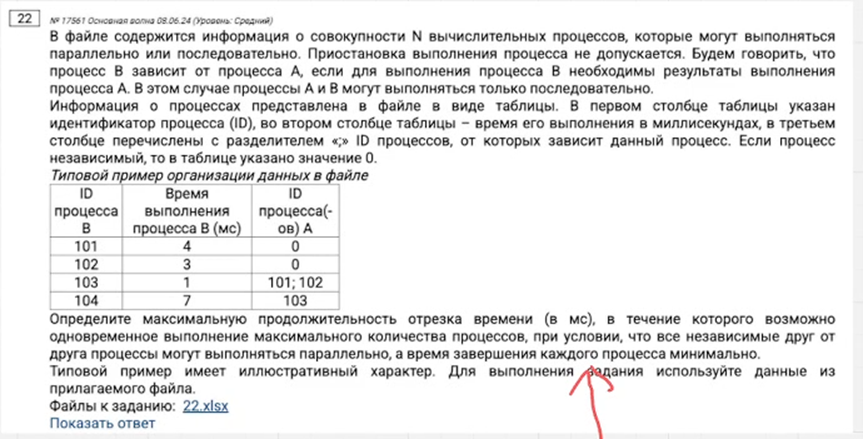 22 № 17561 Основная волна 08.06.24 (Уровень: Средний)
В файле содержится информация о совокупности N вычислительных процессов, которые могут выполняться
параллельно или последовательно. Приостановка выполнения процесса не допускается. Будем говорить, что
процесс B зависит от процесса A, если для выполнения процесса B необходимы результаты выполнения
процесса A. В этом случае процессы A и B могут выполняться только последовательно.
Информация о процессах представлена в файле в виде таблицы. В первом столбце таблицы указан
идентификатор процесса (ID), во втором столбце таблицы – время его выполнения в миллисекундах, в третьем
столбце перечислены с разделителем «;» ID процессов, от которых зависит данный процесс. Если процесс
независимый, то в таблице указано значение 0.
Типовой пример организации данных в файле
ID Время ID
процесса выполнения процесса(-
B процесса B (мс) ов) A
101 4 0
102 3 0
103 1 101; 102
104 7 103
Определите максимальную продолжительность отрезка времени (в мс), в течение которого возможно
одновременное выполнение максимального количества процессов, при условии, что все независимые друг от
друга процессы могут выполняться параллельно, а время завершения каждого процесса минимально.
Типовой пример имеет иллюстративный характер. Для выполнения задания используйте данные из
прилагаемого файла.
Файлы к заданию: 22.xlsx
Показать ответ